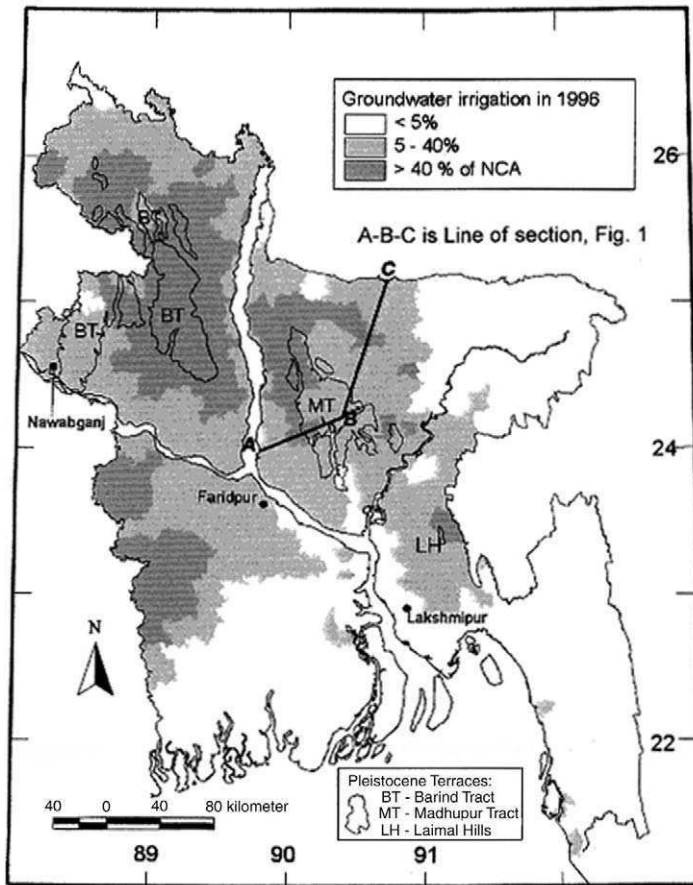 Groundwater irrigation in 1996
< 5%
5 - 40%
> 40 % of NCA
26
A-B-C is Line of section, Fig. 1
BT
C
BT
BT
Nawabganj
MT
B
A
24
Faridpur
LH
Lakshmipur
N
22
Pleistocene Terraces:
BT - Barind Tract
MT - Madhupur Tract
LH - Laimal Hills
40 0 40 80 kilometer
89 90 91